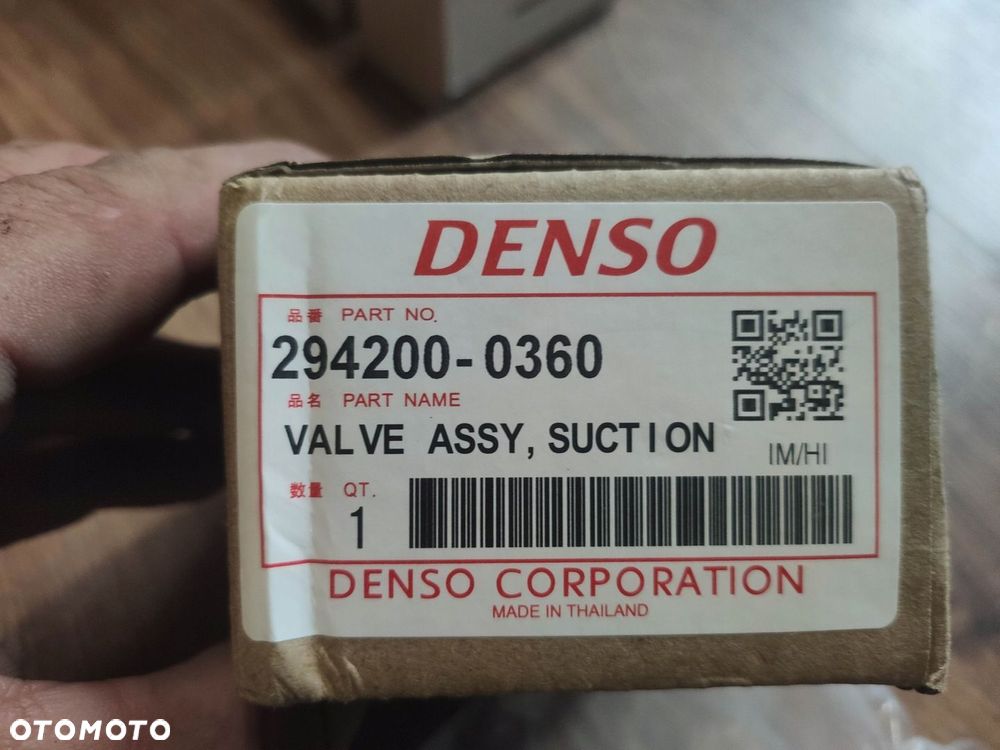 DENSO
品番 PART NO.
294200-0360
品名 PART NAME
VALVE ASSY, SUCTION
IM/HI
数量 QT.
1
DENSO CORPORATION
MADE IN THAILAND
OTOMOTO